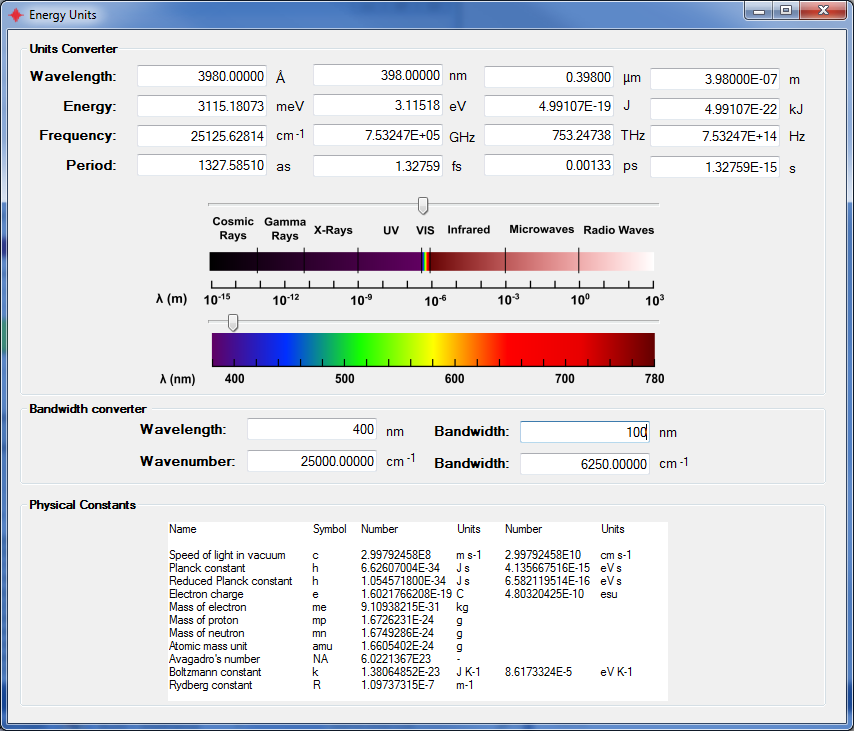 Energy Units
Units Converter
Wavelength: 3980.00000 Å 398.00000 nm 0.39800 µm 3.98000E-07 m
Energy: 3115.18073 meV 3.11518 eV 4.99107E-19 J 4.99107E-22 kJ
Frequency: 25125.62814 cm-1 7.53247E+05 GHz 753.24738 THz 7.53247E+14 Hz
Period: 1327.58510 as 1.32759 fs 0.00133 ps 1.32759E-15 s
Cosmic Rays Gamma Rays X-Rays UV VIS Infrared Microwaves Radio Waves
λ (m) 10-15 10-12 10-9 10-6 10-3 100 103
λ (nm) 400 500 600 700 780
Bandwidth converter
Wavelength: 400 nm Bandwidth: 100 nm
Wavenumber: 25000.00000 cm-1 Bandwidth: 6250.00000 cm-1
Physical Constants
Name Symbol Number Units Number Units
Speed of light in vacuum c 2.99792458E8 m s-1 2.99792458E10 cm s-1
Planck constant h 6.62607004E-34 J s 4.135667516E-15 eV s
Reduced Planck constant h 1.054571800E-34 J s 6.582119514E-16 eV s
Electron charge e 1.6021766208E-19 C 4.80320425E-10 esu
Mass of electron me 9.10938215E-31 kg
Mass of proton mp 1.6726231E-24 g
Mass of neutron mn 1.6749286E-24 g
Atomic mass unit amu 1.6605402E-24 g
Avagadro's number NA 6.0221367E23 -
Boltzmann constant k 1.38064852E-23 J K-1 8.6173324E-5 eV K-1
Rydberg constant R 1.09737315E-7 m-1